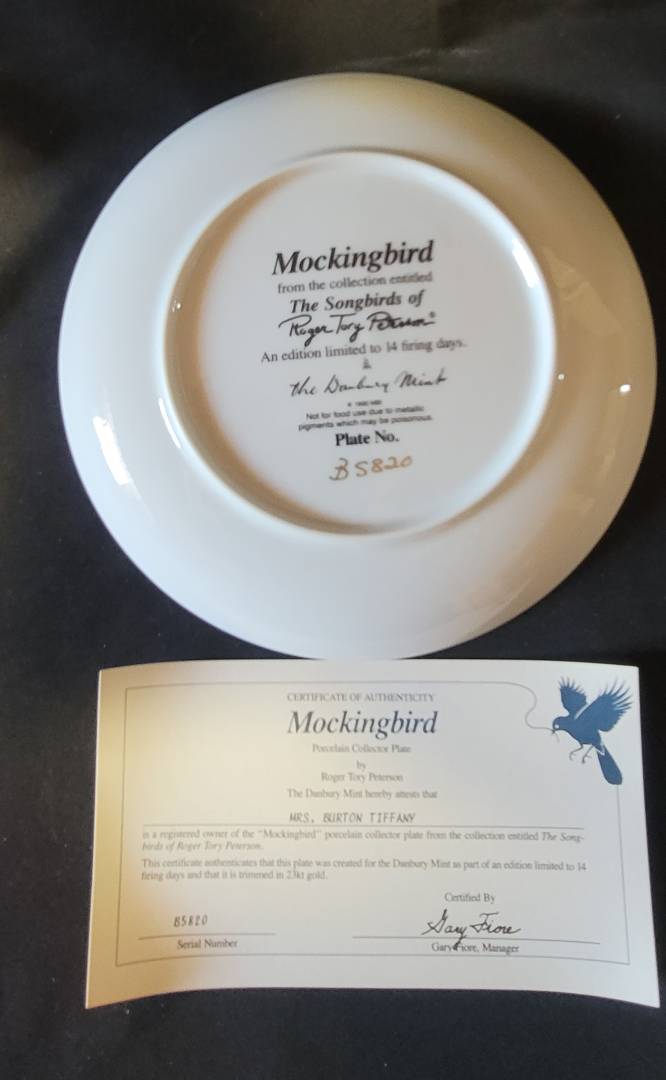 Mockingbird
from the collection entitled
The Songbirds of
Roger Tory Peterson®
An edition limited to 14 firing days.
The Danbury Mint
Not for food use due to metallic
pigments which may be poisonous.
Plate No.
B5820
CERTIFICATE OF AUTHENTICITY
Mockingbird
Porcelain Collector Plate
by
Roger Tory Peterson
The Danbury Mint hereby attests that
MRS. BURTON TIFFANY
is a registered owner of the "Mockingbird" porcelain collector plate from the collection entitled The Song-
birds of Roger Tory Peterson.
This certificate authenticates that this plate was created for the Danbury Mint as part of an edition limited to 14
firing days and that it is trimmed in 23kt gold.
Certified By
B5820
Gary Fiore
Serial Number
Gary Fiore, Manager